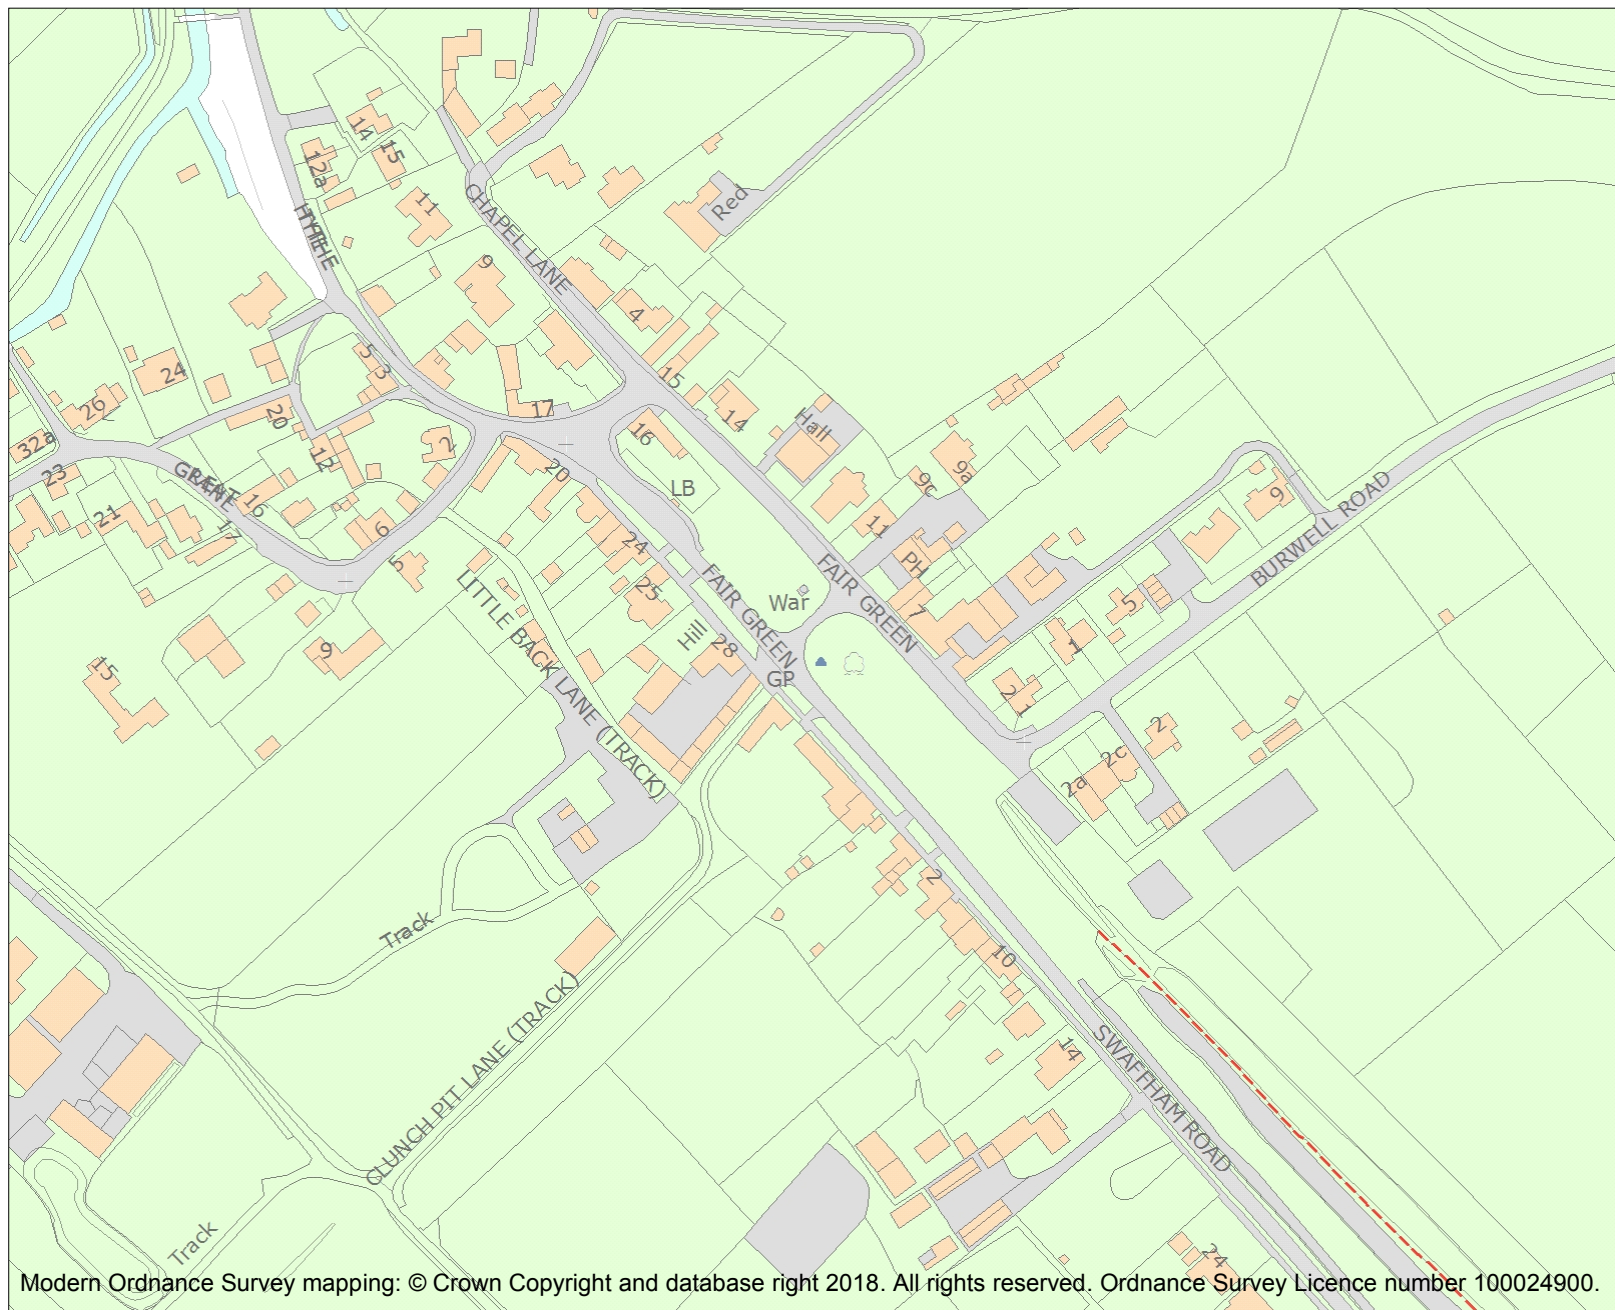 14
15
12a
11
Red
CHAPEL LANE
HYTHE
9
4
5
3
24
26
15
17
14
20
16
Hall
32a
2
12
23
20
9a
9c
GREAT
LANE
16
LB
9
21
11
17
6
24
BURWELL ROAD
5
PH
FAIR GREEN
FAIR GREEN
25
War
7
5
LITTLE BACK LANE (TRACK)
Hill
28
1
9
15
GP
21
2
2c
2a
2
Track
10
CLUNCH PIT LANE (TRACK)
14
SWAFFHAM ROAD
Track
24
Modern Ordnance Survey mapping: © Crown Copyright and database right 2018. All rights reserved. Ordnance Survey Licence number 100024900.